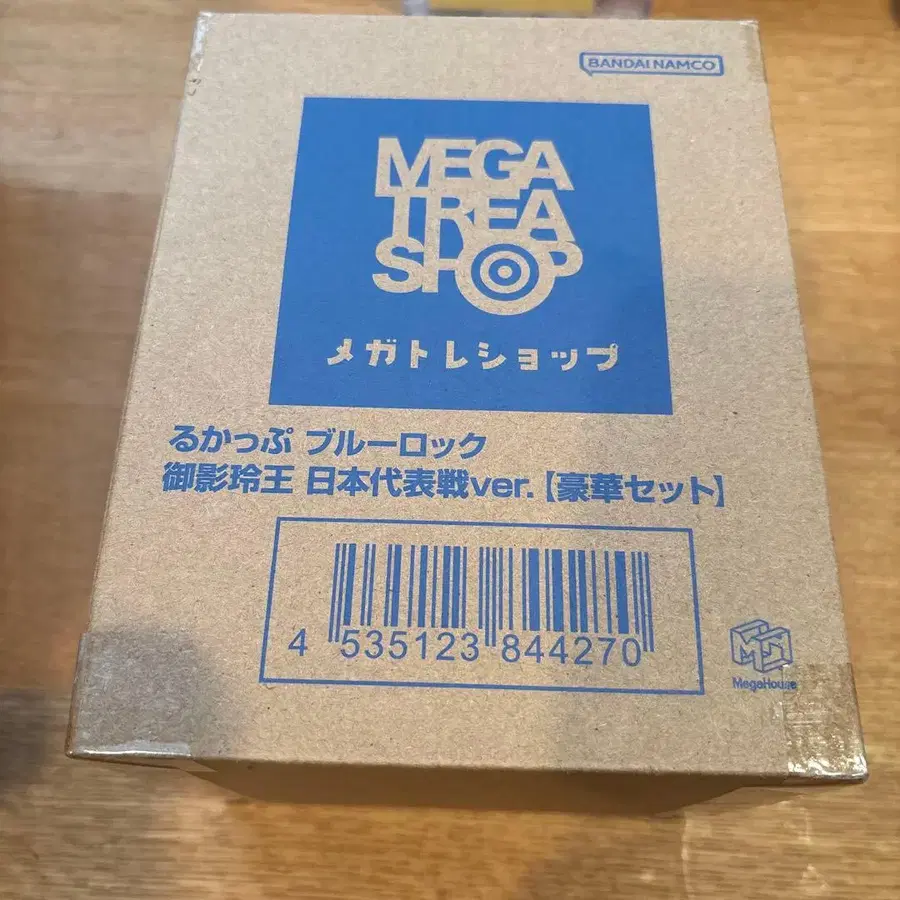 BANDAI NAMCO
MEGA
TREA
SHOP
メガトレショップ
るかっぷ ブルーロック
御影玲王 日本代表戦ver.【豪華セット】
4 535123 844270
MegaHouse